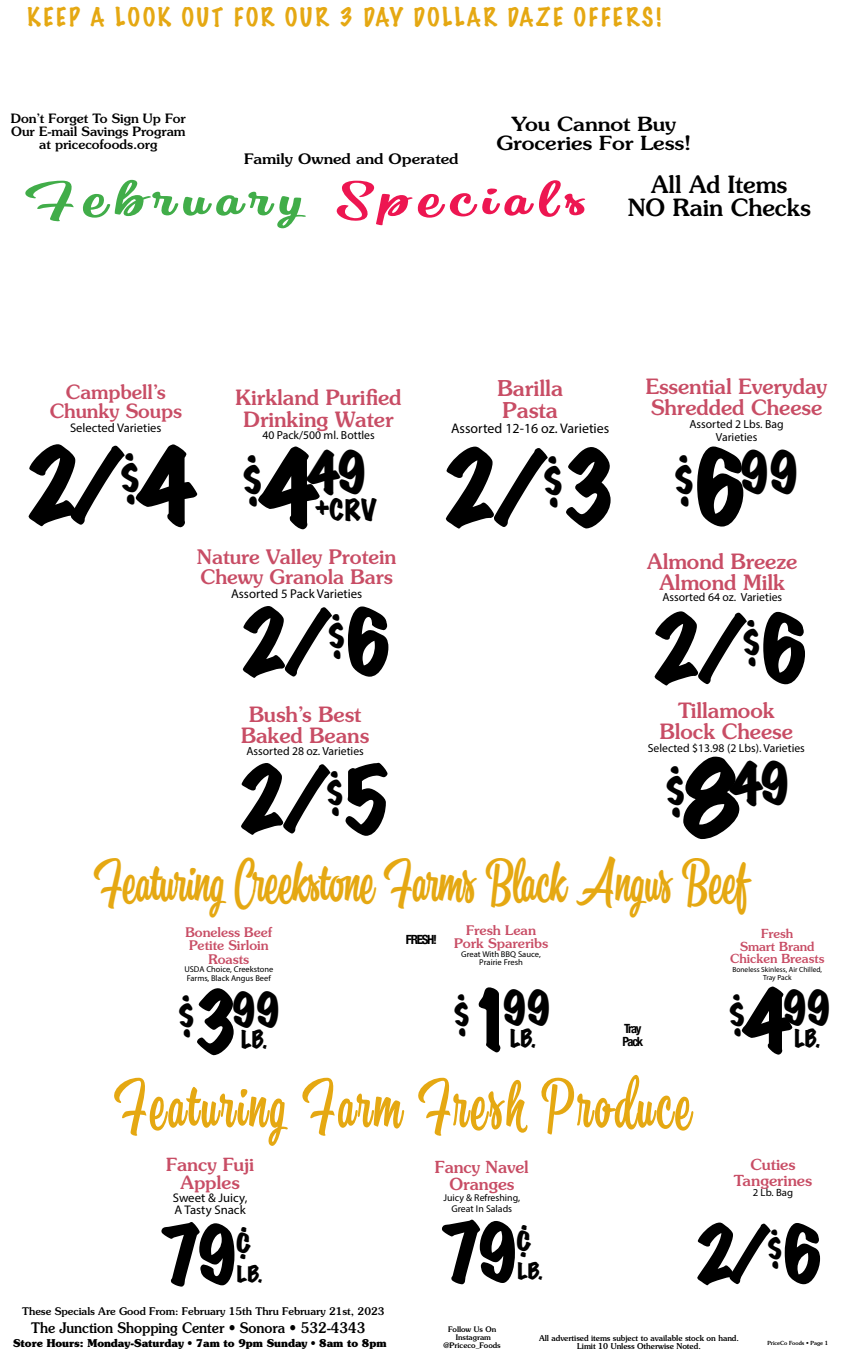 KEEP A LOOK OUT FOR OUR 3 DAY DOLLAR DAZE OFFERS!
Don't Forget To Sign Up For
Our E-mail Savings Program
at pricecofoods.org
Family Owned and Operated
You Cannot Buy
Groceries For Less!
February Specials
All Ad Items
NO Rain Checks
Campbell's
Chunky Soups
Selected Varieties
2/$4
Kirkland Purified
Drinking Water
40 Pack/500 ml. Bottles
$4 49
+CRV
Barilla
Pasta
Assorted 12-16 oz. Varieties
2/$3
Essential Everyday
Shredded Cheese
Assorted 2 Lbs. Bag
Varieties
$6 99
Nature Valley Protein
Chewy Granola Bars
Assorted 5 Pack Varieties
2/$6
Almond Breeze
Almond Milk
Assorted 64 oz. Varieties
2/$6
Bush's Best
Baked Beans
Assorted 28 oz. Varieties
2/$5
Tillamook
Block Cheese
Selected $13.98 (2 Lbs). Varieties
$8 49
Featuring Creekstone Farms Black Angus Beef
Boneless Beef
Petite Sirloin
Roasts
USDA Choice, Creekstone
Farms, Black Angus Beef
$3 99
LB.
FRESH!
Fresh Lean
Pork Spareribs
Great With BBQ Sauce,
Prairie Fresh
$1 99
LB.
Tray
Pack
Fresh
Smart Brand
Chicken Breasts
Boneless Skinless, Air Chilled,
Tray Pack
$4 99
LB.
Featuring Farm Fresh Produce
Fancy Fuji
Apples
Sweet & Juicy,
A Tasty Snack
79¢
LB.
Fancy Navel
Oranges
Juicy & Refreshing,
Great In Salads
79¢
LB.
Cuties
Tangerines
2 Lb. Bag
2/$6
These Specials Are Good From: February 15th Thru February 21st, 2023
The Junction Shopping Center • Sonora • 532-4343
Store Hours: Monday-Saturday • 7am to 9pm Sunday • 8am to 8pm
Follow Us On
Instagram
@Priceco_Foods
All advertised items subject to available stock on hand.
Limit 10 Unless Otherwise Noted.
PriceCo Foods • Page 1